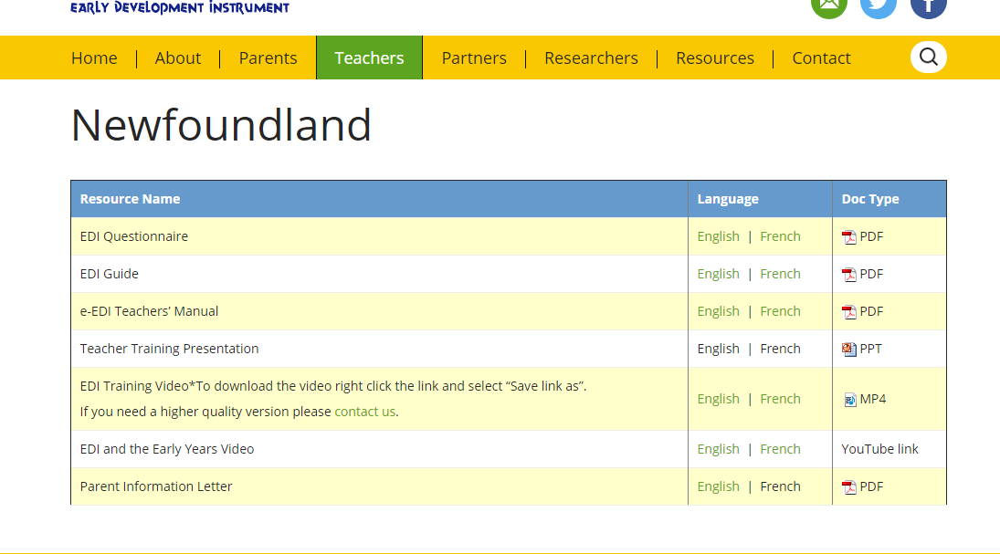 EARLY DEVELOPMENT INSTRUMENT
Home | About | Parents Teachers Partners | Researchers | Resources | Contact
Newfoundland
Resource Name Language Doc Type
EDI Questionnaire English | French PDF
EDI Guide English | French PDF
e-EDI Teachers’ Manual English | French PDF
Teacher Training Presentation English | French PPT
EDI Training Video*To download the video right click the link and select “Save link as”.
If you need a higher quality version please contact us.
English | French MP4
EDI and the Early Years Video English | French YouTube link
Parent Information Letter English | French PDF